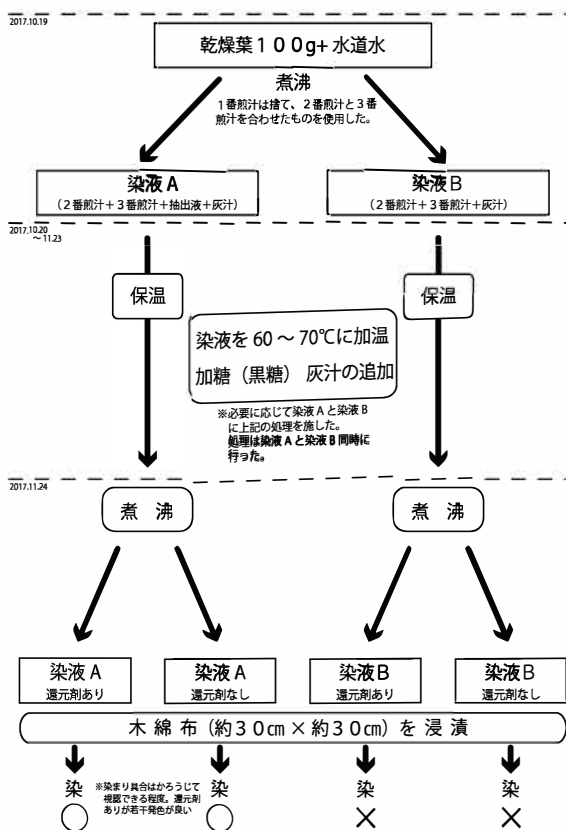 2017.10.19
乾燥葉１００g+ 水道水
煮沸
１番煎汁は捨て、２番煎汁と３番
煎汁を合わせたものを使用した。
染液A
（２番煎汁＋３番煎汁＋抽出液＋灰汁）
染液B
（２番煎汁＋３番煎汁＋灰汁）
2017.10.20
～11.23
保温
保温
染液を 60 ～ 70℃に加温
加糖（黒糖） 灰汁の追加
※必要に応じて染液 A と染液 B
に上記の処理を施した。
処理は染液 A と染液 B 同時に
行った。
2017.11.24
煮 沸
煮 沸
染液 A
還元剤あり
染液 A
還元剤なし
染液B
還元剤あり
染液B
還元剤なし
木 綿 布 (約３０㎝ × 約３０㎝) を 浸 漬
染
○
※染まり具合はかろうじて
視認できる程度。還元剤
ありが若干発色が良い
染
○
染
×
染
×